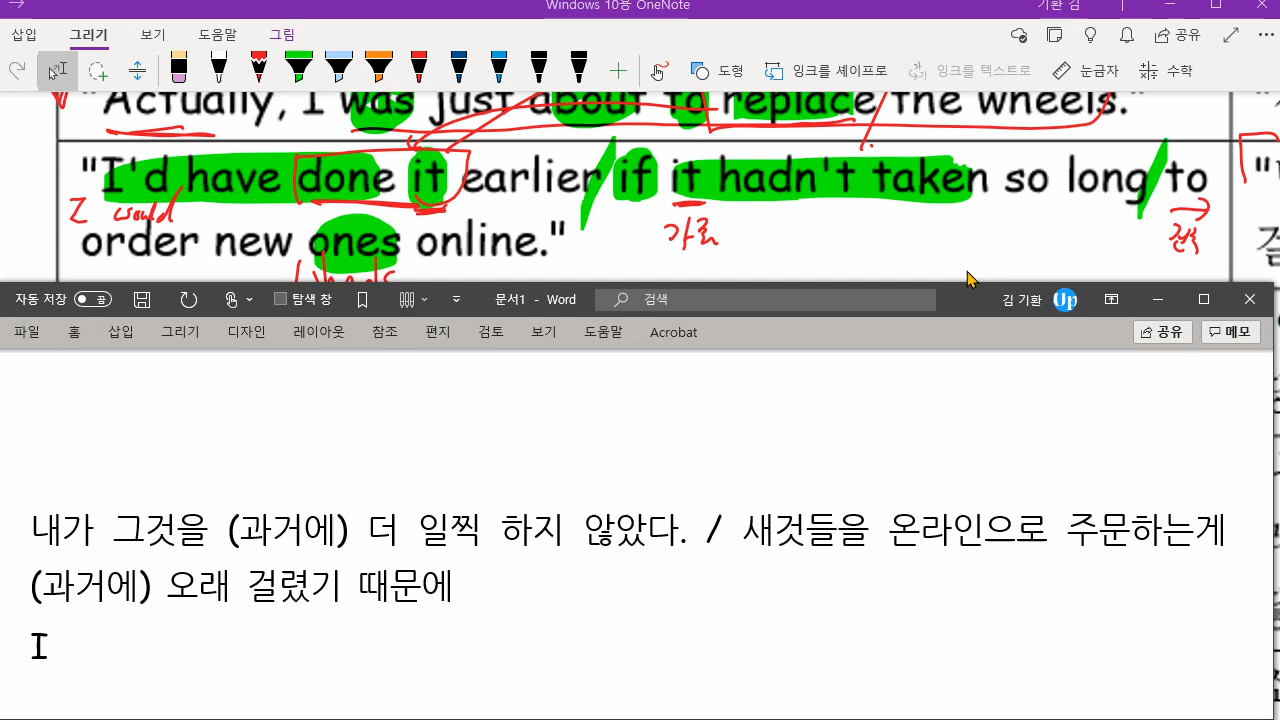 Windows 10용 OneNote
기환 김
삽입 그리기 보기 도움말 그림
공유
도형 잉크를 셰이프로 잉크를 텍스트로 눈금자 수학
"Actually, I was just about to replace the wheels."
"I'd have done it earlier if it hadn't taken so long to
I would
order new ones online."
가주
진주
자동 저장 끔 탐색 창 문서1 - Word 검색 김 기환 Up
파일 홈 삽입 그리기 디자인 레이아웃 참조 편지 검토 보기 도움말 Acrobat 공유 메모
내가 그것을 (과거에) 더 일찍 하지 않았다. / 새것들을 온라인으로 주문하는게
(과거에) 오래 걸렸기 때문에
I